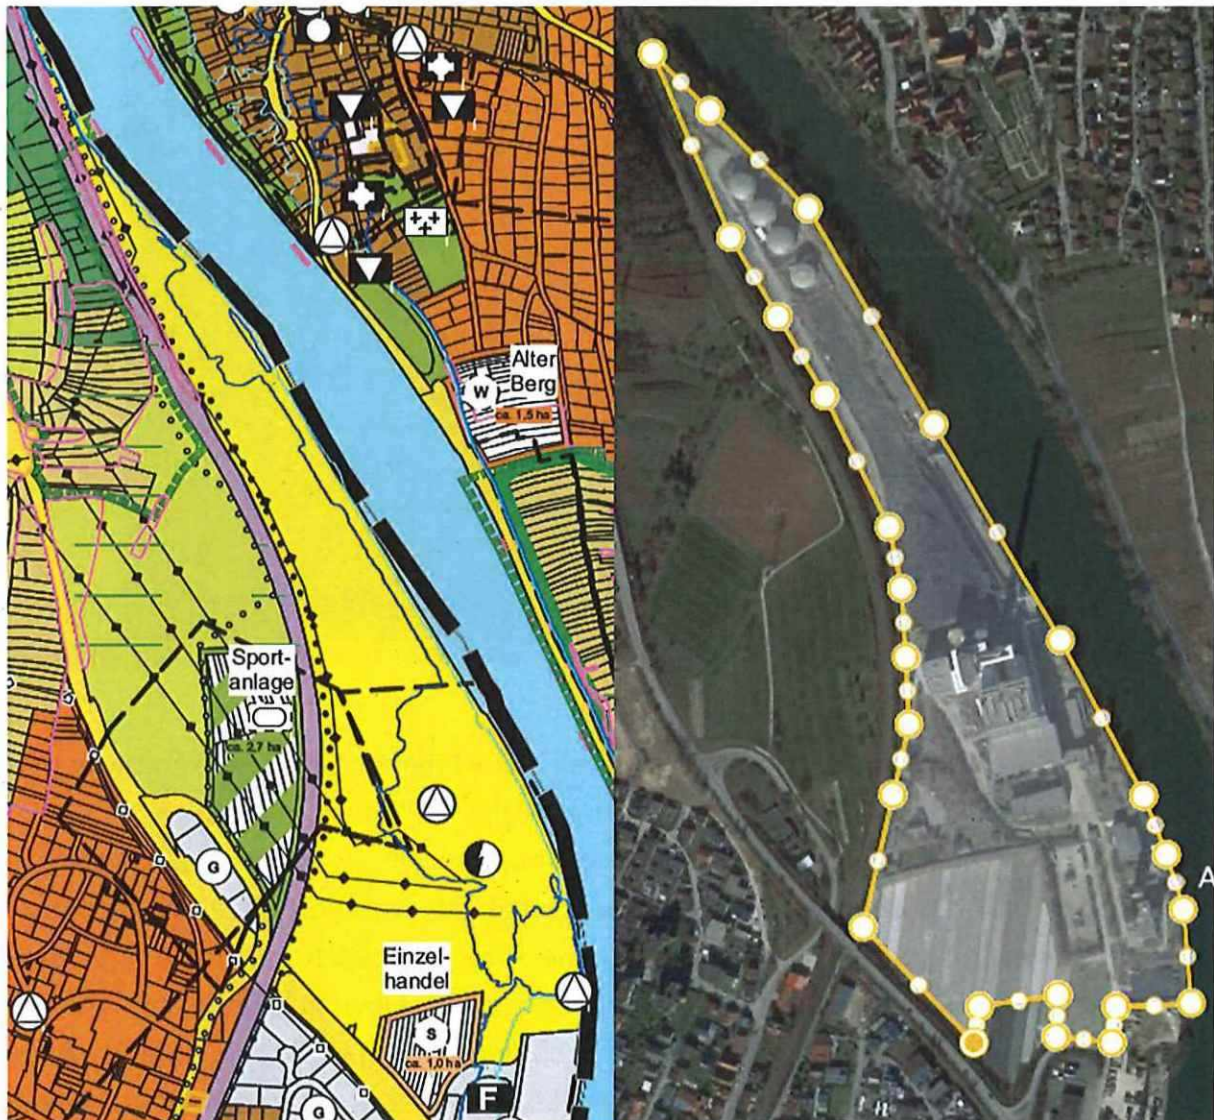 Alter
Berg
W
ca. 1,5 ha
Sport-
anlage
ca. 2,7 ha
G
Einzel-
handel
S
ca. 1,0 ha
F
G
A